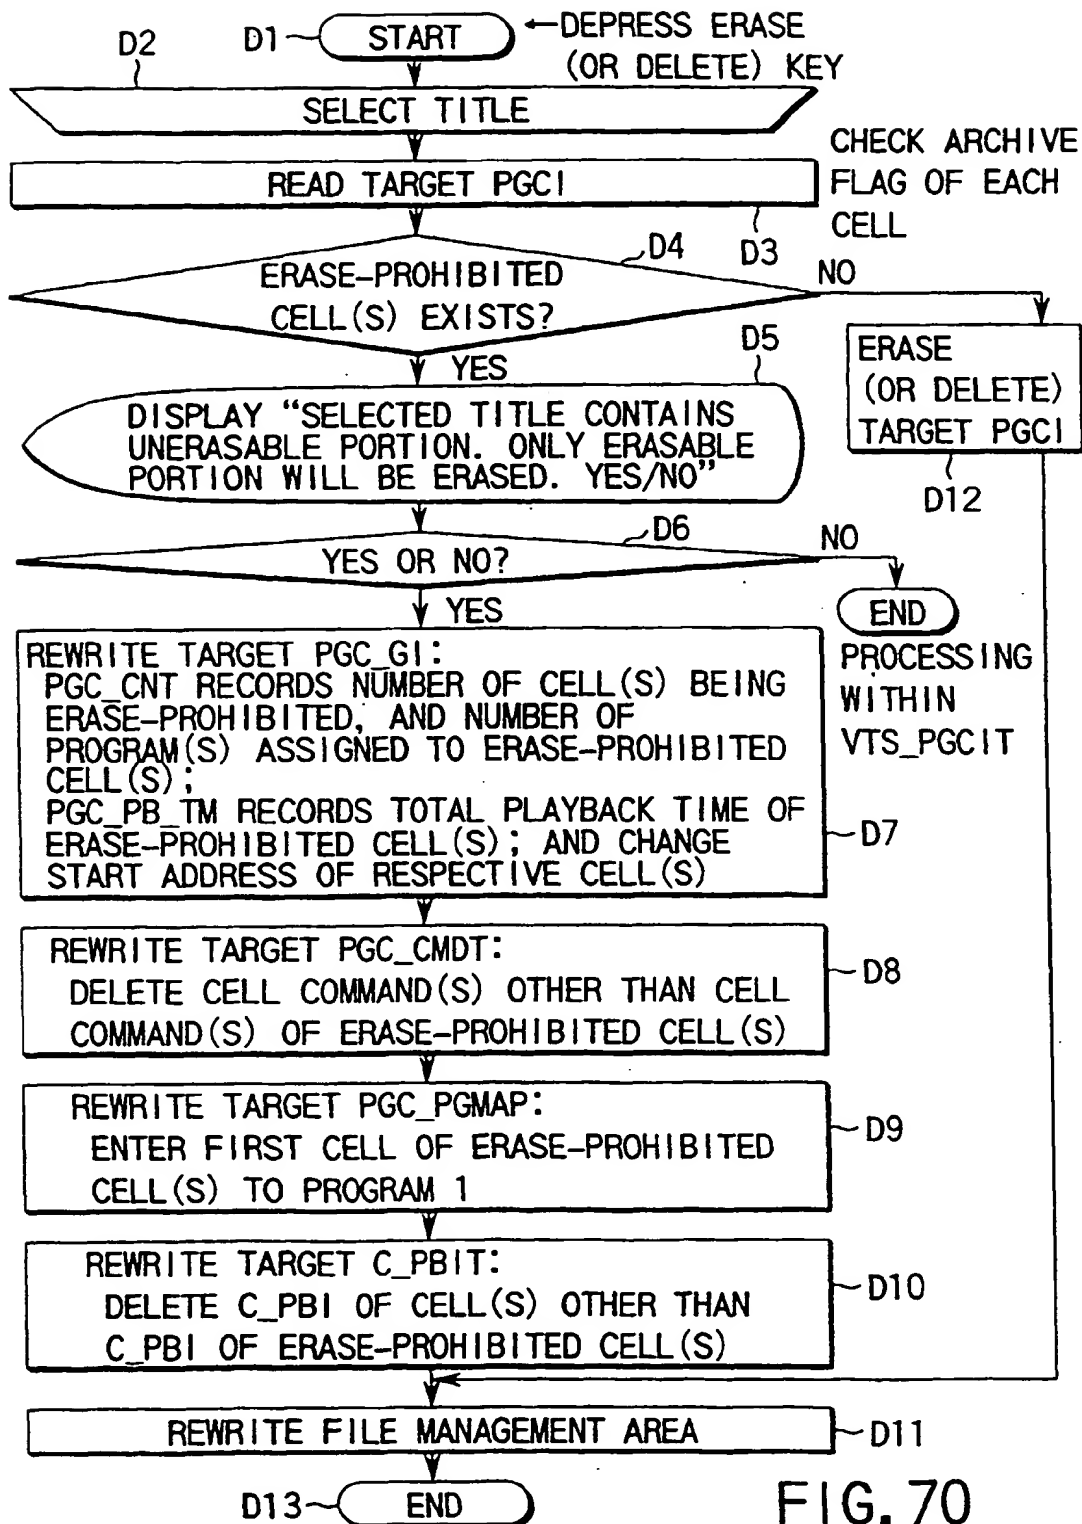 D1
START
←DEPRESS ERASE
(OR DELETE) KEY
D2
SELECT TITLE
READ TARGET PGCI
D3
CHECK ARCHIVE
FLAG OF EACH
CELL
D4
ERASE-PROHIBITED
CELL(S) EXISTS?
NO
YES
D5
DISPLAY “SELECTED TITLE CONTAINS
UNERASABLE PORTION. ONLY ERASABLE
PORTION WILL BE ERASED. YES/NO”
ERASE
(OR DELETE)
TARGET PGCI
D12
D6
YES OR NO?
NO
YES
END
PROCESSING
WITHIN
VTS_PGCIT
REWRITE TARGET PGC_GI:
PGC_CNT RECORDS NUMBER OF CELL(S) BEING
ERASE-PROHIBITED, AND NUMBER OF
PROGRAM(S) ASSIGNED TO ERASE-PROHIBITED
CELL(S);
PGC_PB_TM RECORDS TOTAL PLAYBACK TIME OF
ERASE-PROHIBITED CELL(S); AND CHANGE
START ADDRESS OF RESPECTIVE CELL(S)
D7
REWRITE TARGET PGC_CMDT:
DELETE CELL COMMAND(S) OTHER THAN CELL
COMMAND(S) OF ERASE-PROHIBITED CELL(S)
D8
REWRITE TARGET PGC_PGMAP:
ENTER FIRST CELL OF ERASE-PROHIBITED
CELL(S) TO PROGRAM 1
D9
REWRITE TARGET C_PBIT:
DELETE C_PBI OF CELL(S) OTHER THAN
C_PBI OF ERASE-PROHIBITED CELL(S)
D10
REWRITE FILE MANAGEMENT AREA
D11
D13
END
FIG. 70